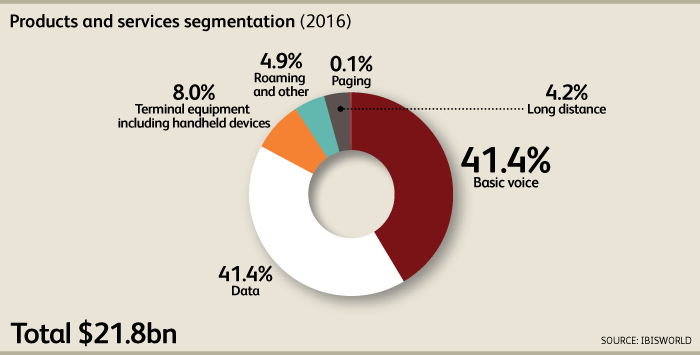 Products and services segmentation (2016)
4.9%
Roaming
and other
0.1%
Paging
8.0%
Terminal equipment
including handheld devices
4.2%
Long distance
41.4%
Basic voice
41.4%
Data
Total $21.8bn
SOURCE: IBISWORLD